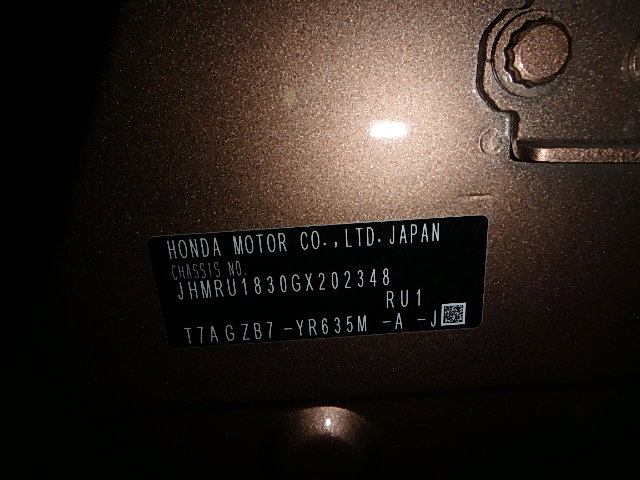 HONDA MOTOR CO.,LTD.JAPAN
CHASSIS NO.
JHMRU1830GX202348
RU1
T7AGZB7-YR635M -A -J